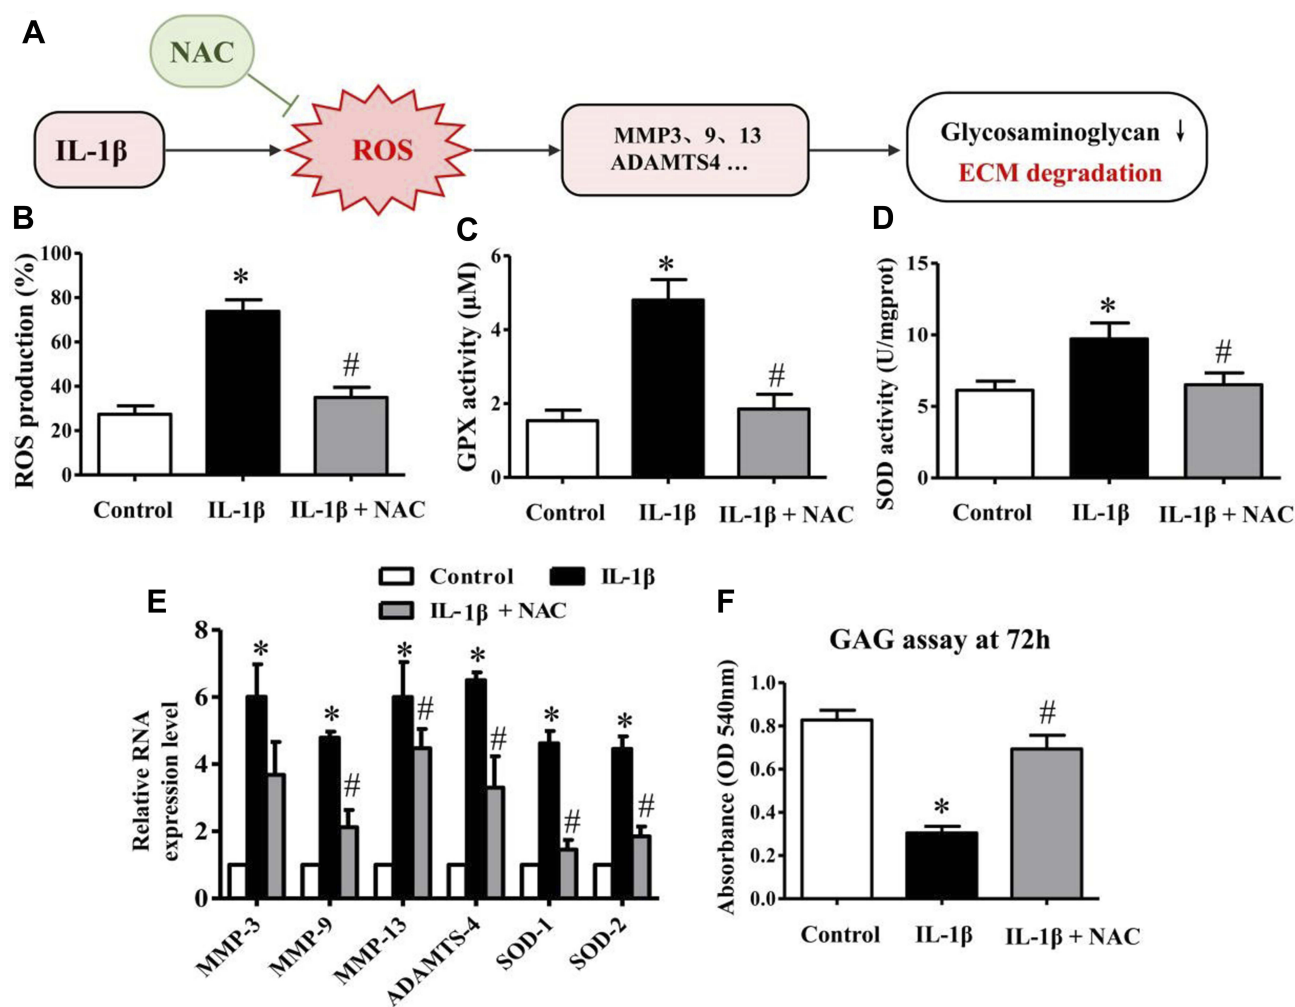 A
NAC
IL-1β
ROS
MMP3、9、13
ADAMTS4 ...
Glycosaminoglycan ↓
ECM degradation
B
ROS production (%)
100
80
60
40
20
0
*
#
Control
IL-1β
IL-1β + NAC
C
GPX activity (μM)
6
4
2
0
*
#
Control
IL-1β
IL-1β + NAC
D
SOD activity (U/mgprot)
15
10
5
0
*
#
Control
IL-1β
IL-1β + NAC
E
Control
IL-1β
IL-1β + NAC
Relative RNA
expression level
8
6
4
2
0
*
*
#
*
#
*
#
*
#
*
#
MMP-3
MMP-9
MMP-13
ADAMTS-4
SOD-1
SOD-2
F
GAG assay at 72h
Absorbance (OD 540nm)
1.0
0.8
0.6
0.4
0.2
0.0
*
#
Control
IL-1β
IL-1β + NAC